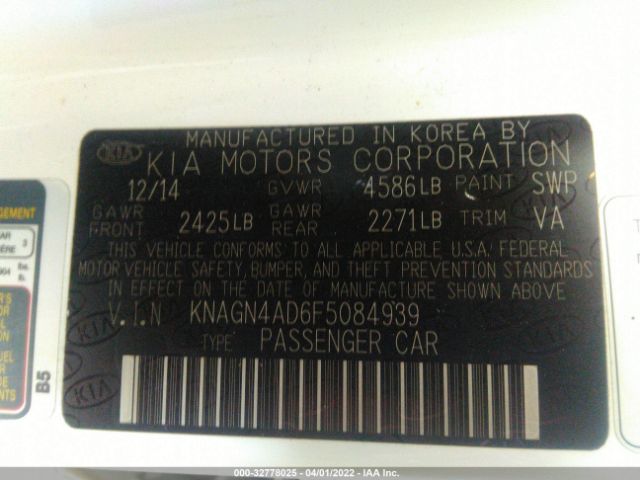 MANUFACTURED IN KOREA BY
KIA KIA MOTORS CORPORATION
12/14 GVWR 4586LB PAINT SWP
GAWR FRONT 2425LB GAWR REAR 2271LB TRIM VA
THIS VEHICLE CONFORMS TO ALL APPLICABLE U.S.A. FEDERAL
MOTOR VEHICLE SAFETY, BUMPER, AND THEFT PREVENTION STANDARDS
IN EFFECT ON THE DATE OF MANUFACTURE SHOWN ABOVE
V.I.N KNAGN4AD6F5084939
TYPE PASSENGER CAR
KIA
B5
000-32778025 - 04/01/2022 - IAA Inc.